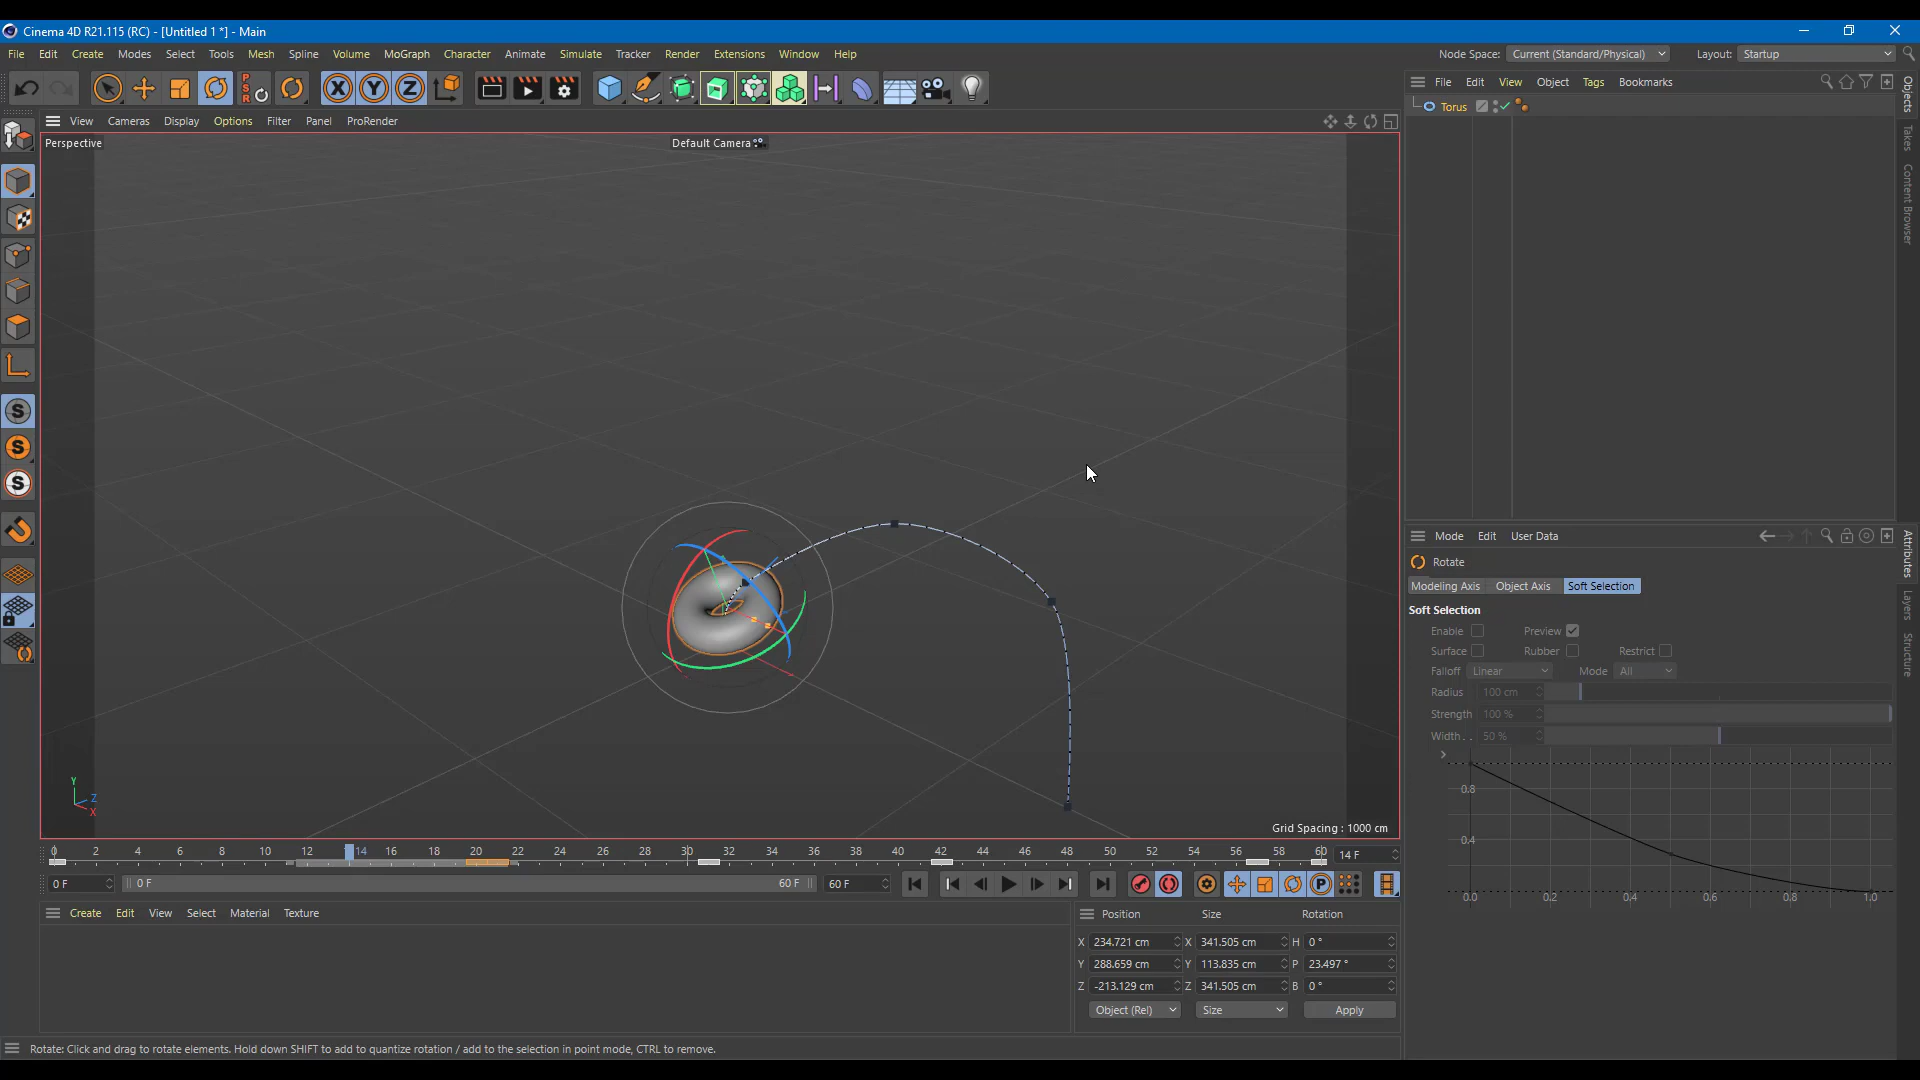 Cinema 4D R21.115 (RC) - [Untitled 1 *] - Main
File Edit Create Modes Select Tools Mesh Spline Volume MoGraph Character Animate Simulate Tracker Render Extensions Window Help
Node Space: Current (Standard/Physical) Layout: Startup
PSR
X Y Z
File Edit View Object Tags Bookmarks
View Cameras Display Options Filter Panel ProRender
Perspective
Default Camera
Torus
Objects
Takes
Content Browser
S
S
S
Mode Edit User Data
Rotate
Modeling Axis Object Axis Soft Selection
Soft Selection
Enable Preview
Surface Rubber Restrict
Falloff Linear Mode All
Radius 100 cm
Strength 100 %
Width . . 50 %
0.8
0.4
0.0 0.2 0.4 0.6 0.8 1.0
Attributes
Layers
Structure
Y
Z
X
Grid Spacing : 1000 cm
0 2 4 6 8 10 12 14 16 18 20 22 24 26 28 30 32 34 36 38 40 42 44 46 48 50 52 54 56 58 60 14 F
0 F 0 F 60 F 60 F
P
Create Edit View Select Material Texture
Position Size Rotation
X 234.721 cm X 341.505 cm H 0 °
Y 288.659 cm Y 113.835 cm P 23.497 °
Z -213.129 cm Z 341.505 cm B 0 °
Object (Rel) Size Apply
Rotate: Click and drag to rotate elements. Hold down SHIFT to add to quantize rotation / add to the selection in point mode, CTRL to remove.